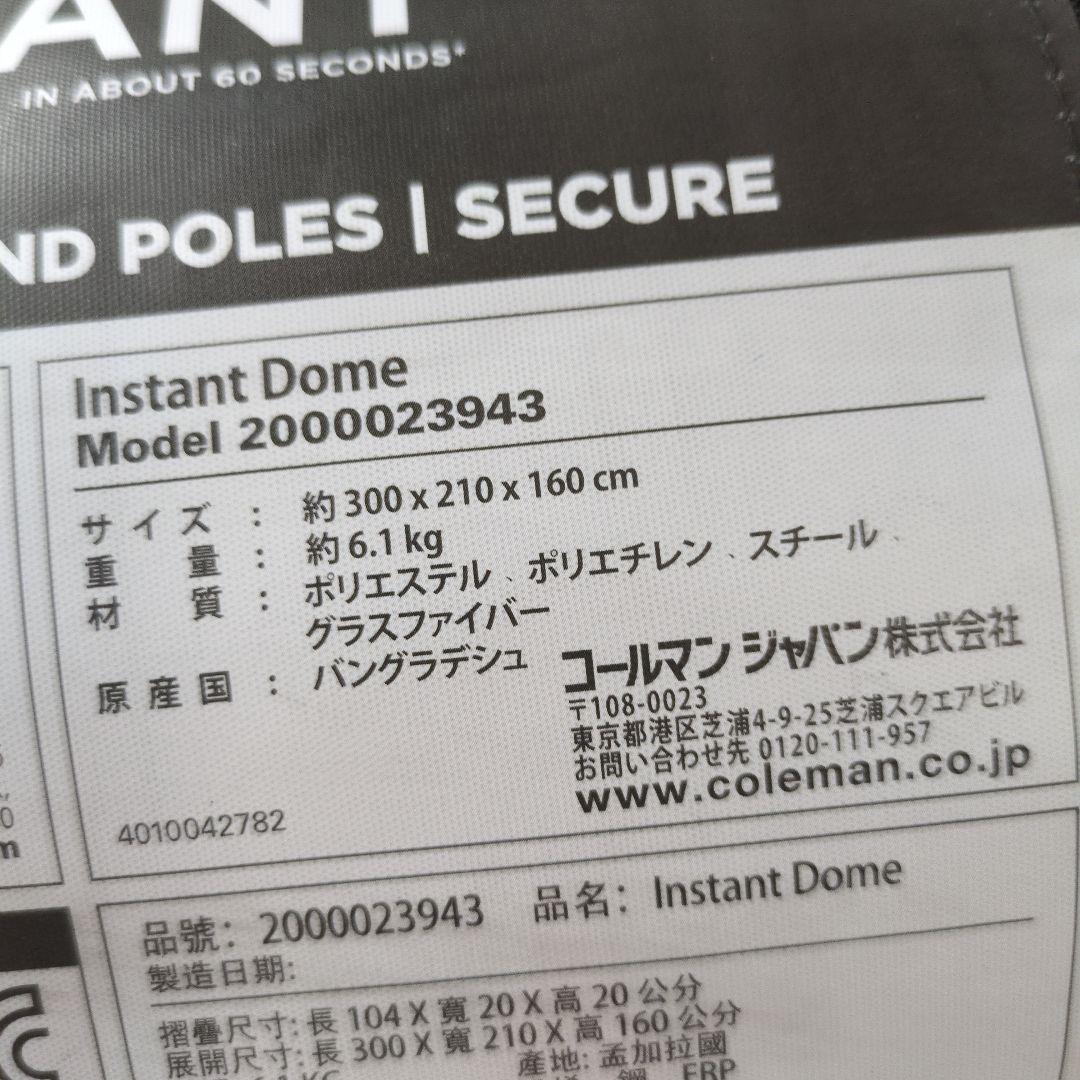 ANT
IN ABOUT 60 SECONDS*
ND POLES | SECURE
Instant Dome
Model 2000023943
サイズ : 約 300 x 210 x 160 cm
重量 : 約 6.1 kg
材質 : ポリエステル、ポリエチレン、スチール、
グラスファイバー
原産国 : バングラデシュ
コールマン ジャパン株式会社
〒108-0023
東京都港区芝浦4-9-25芝浦スクエアビル
お問い合わせ先 0120-111-957
www.coleman.co.jp
4010042782
品號: 2000023943 品名: Instant Dome
製造日期:
摺疊尺寸: 長 104 X 寬 20 X 高 20 公分
展開尺寸: 長 300 X 寬 210 X 高 160 公分
產地: 孟加拉國
FRP